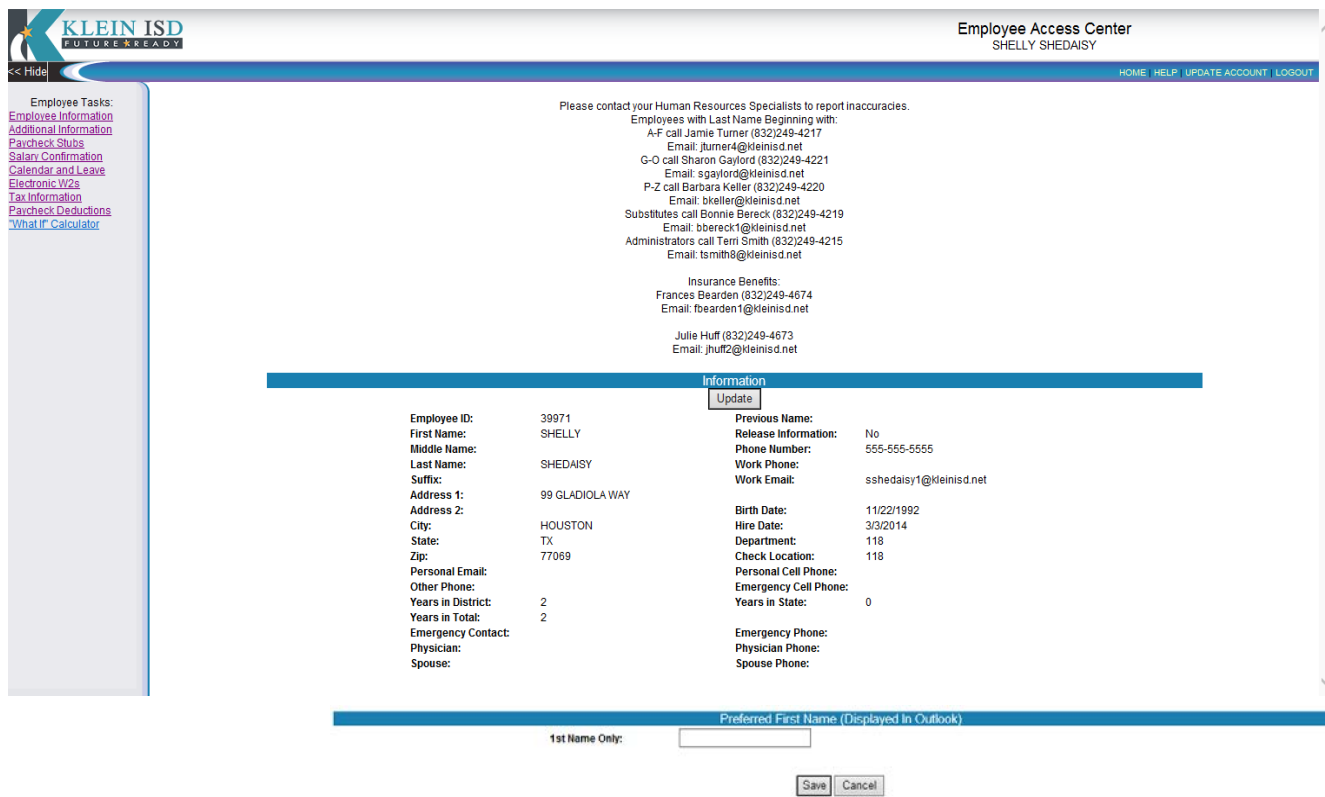 KLEIN ISD
FUTURE READY
Employee Access Center
SHELLY SHEDAISY
<< Hide
HOME | HELP | UPDATE ACCOUNT | LOGOUT
Employee Tasks:
Employee Information
Additional Information
Paycheck Stubs
Salary Confirmation
Calendar and Leave
Electronic W2s
Tax Information
Paycheck Deductions
"What If" Calculator
Please contact your Human Resources Specialists to report inaccuracies.
Employees with Last Name Beginning with:
A-F call Jamie Turner (832)249-4217
Email: jturner4@kleinisd.net
G-O call Sharon Gaylord (832)249-4221
Email: sgaylord@kleinisd.net
P-Z call Barbara Keller (832)249-4220
Email: bkeller@kleinisd.net
Substitutes call Bonnie Bereck (832)249-4219
Email: bbereck1@kleinisd.net
Administrators call Terri Smith (832)249-4215
Email: tsmith8@kleinisd.net
Insurance Benefits:
Frances Bearden (832)249-4674
Email: fbearden1@kleinisd.net
Julie Huff (832)249-4673
Email: jhuff2@kleinisd.net
Information
Update
Employee ID: 39971 Previous Name:
First Name: SHELLY Release Information: No
Middle Name: Phone Number: 555-555-5555
Last Name: SHEDAISY Work Phone:
Suffix: Work Email: sshedaisy1@kleinisd.net
Address 1: 99 GLADIOLA WAY
Address 2: Birth Date: 11/22/1992
City: HOUSTON Hire Date: 3/3/2014
State: TX Department: 118
Zip: 77069 Check Location: 118
Personal Email: Personal Cell Phone:
Other Phone: Emergency Cell Phone:
Years in District: 2 Years in State: 0
Years in Total: 2
Emergency Contact: Emergency Phone:
Physician: Physician Phone:
Spouse: Spouse Phone:
Preferred First Name (Displayed In Outlook)
1st Name Only:
Save Cancel